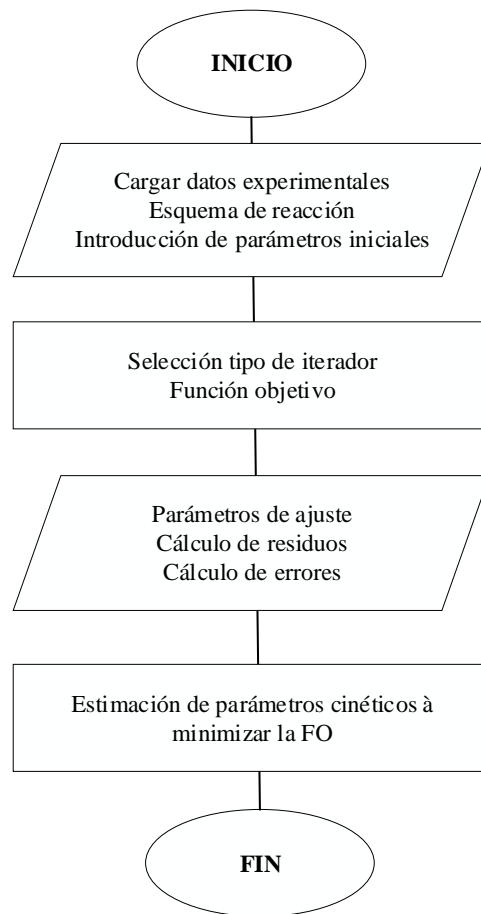 INICIO
Cargar datos experimentales
Esquema de reacción
Introducción de parámetros iniciales
Selección tipo de iterador
Función objetivo
Parámetros de ajuste
Cálculo de residuos
Cálculo de errores
Estimación de parámetros cinéticos à
minimizar la FO
FIN